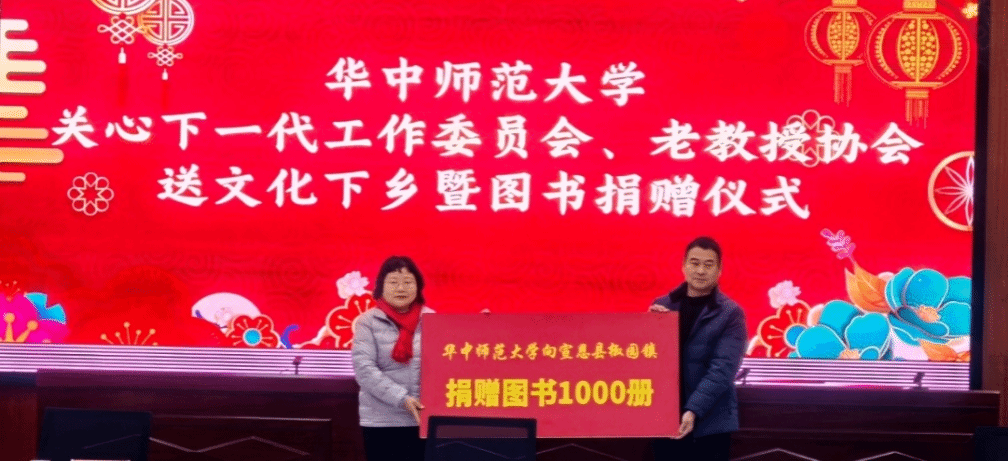 华中师范大学
关心下一代工作委员会、老教授协会
送文化下乡暨图书捐赠仪式
华中师范大学向宣恩县椒园镇
捐赠图书1000册